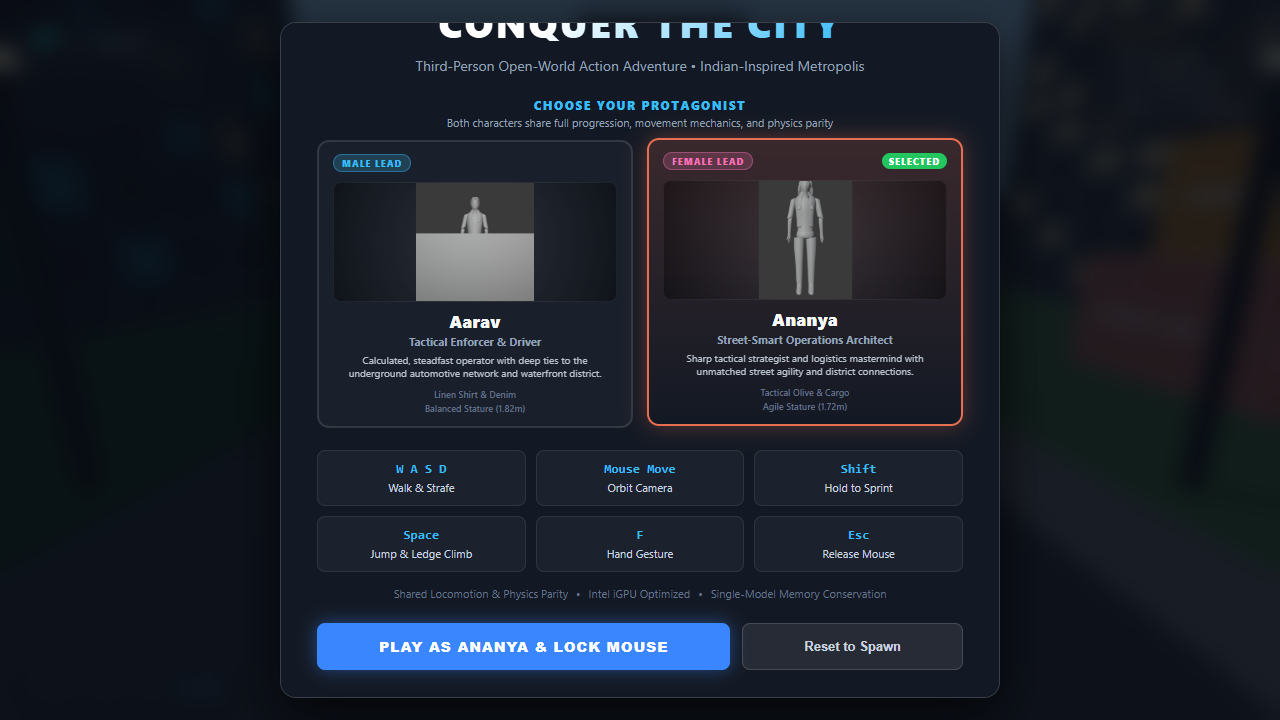 CONQUER THE CITY
Third-Person Open-World Action Adventure • Indian-Inspired Metropolis
CHOOSE YOUR PROTAGONIST
Both characters share full progression, movement mechanics, and physics parity
MALE LEAD
Aarav
Tactical Enforcer & Driver
Calculated, steadfast operator with deep ties to the
underground automotive network and waterfront district.
Linen Shirt & Denim
Balanced Stature (1.82m)
FEMALE LEAD
SELECTED
Ananya
Street-Smart Operations Architect
Sharp tactical strategist and logistics mastermind with
unmatched street agility and district connections.
Tactical Olive & Cargo
Agile Stature (1.72m)
W A S D
Walk & Strafe
Mouse Move
Orbit Camera
Shift
Hold to Sprint
Space
Jump & Ledge Climb
F
Hand Gesture
Esc
Release Mouse
Shared Locomotion & Physics Parity • Intel iGPU Optimized • Single-Model Memory Conservation
PLAY AS ANANYA & LOCK MOUSE
Reset to Spawn